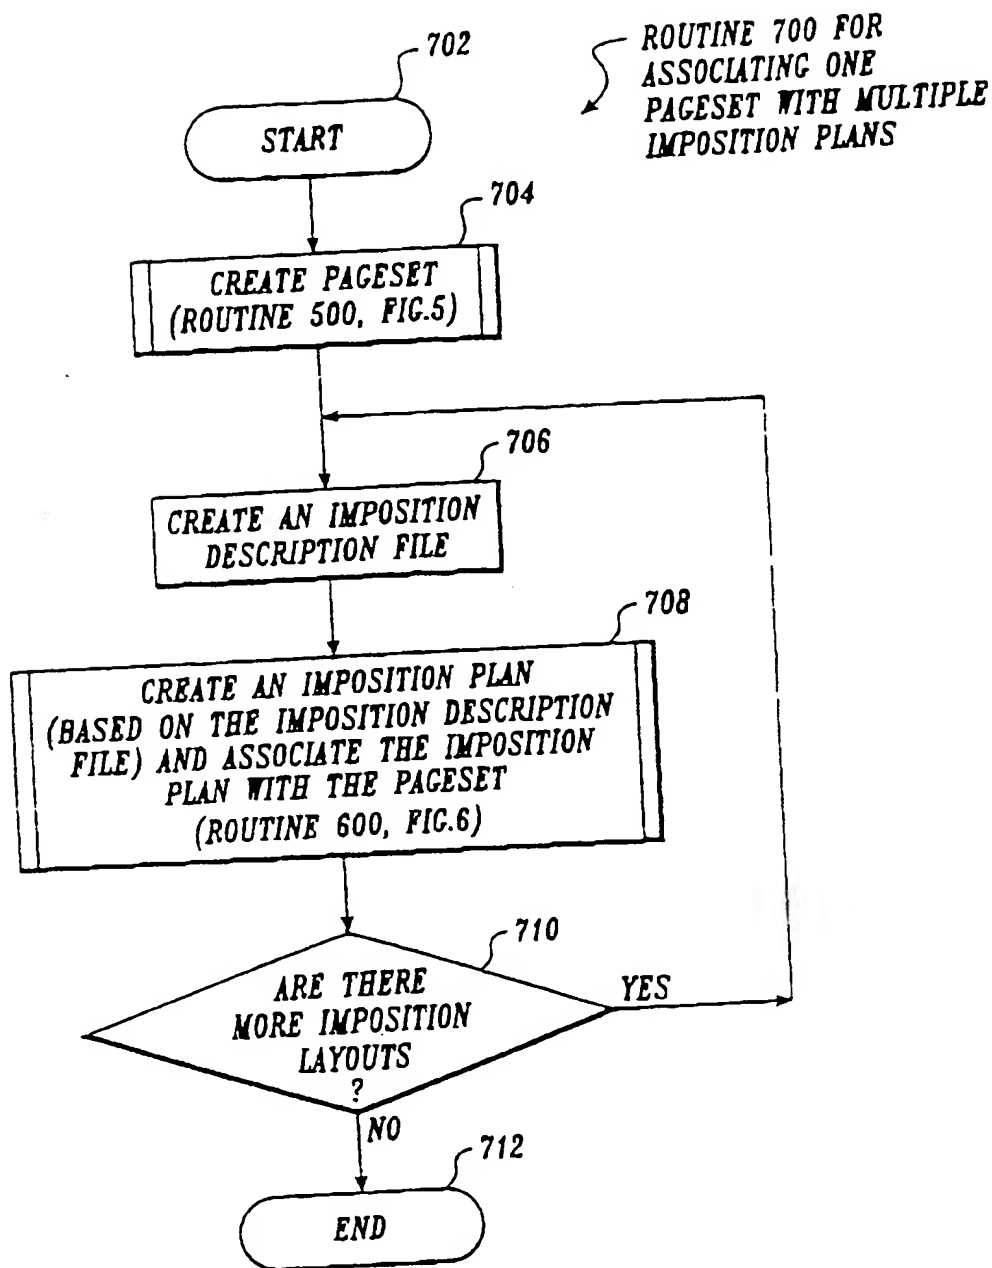 702
ROUTINE 700 FOR
ASSOCIATING ONE
PAGESET WITH MULTIPLE
IMPOSITION PLANS
START
704
CREATE PAGESET
(ROUTINE 500, FIG.5)
706
CREATE AN IMPOSITION
DESCRIPTION FILE
708
CREATE AN IMPOSITION PLAN
(BASED ON THE IMPOSITION DESCRIPTION
FILE) AND ASSOCIATE THE IMPOSITION
PLAN WITH THE PAGESET
(ROUTINE 600, FIG.6)
710
ARE THERE
MORE IMPOSITION
LAYOUTS
?
YES
NO
712
END